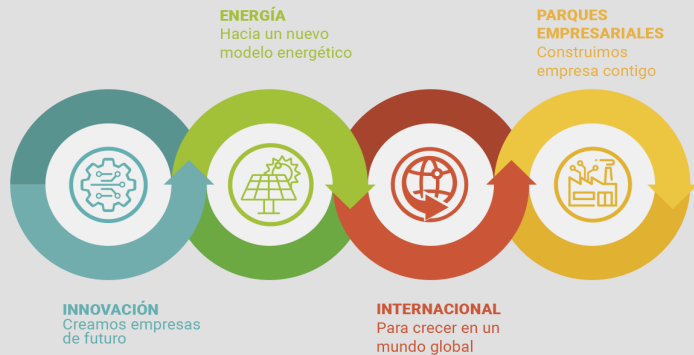 ENERGÍA
Hacia un nuevo
modelo energético
PARQUES
EMPRESARIALES
Construimos
empresa contigo
INNOVACIÓN
Creamos empresas
de futuro
INTERNACIONAL
Para crecer en un
mundo global